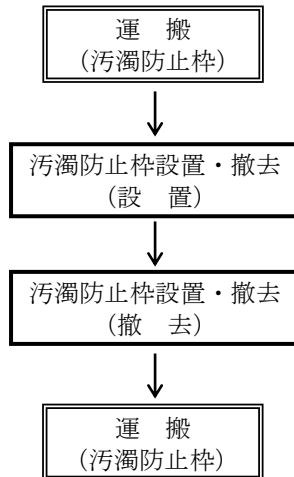 運　搬
（汚濁防止枠）
汚濁防止枠設置・撤去
（設　置）
汚濁防止枠設置・撤去
（撤　去）
運　搬
（汚濁防止枠）